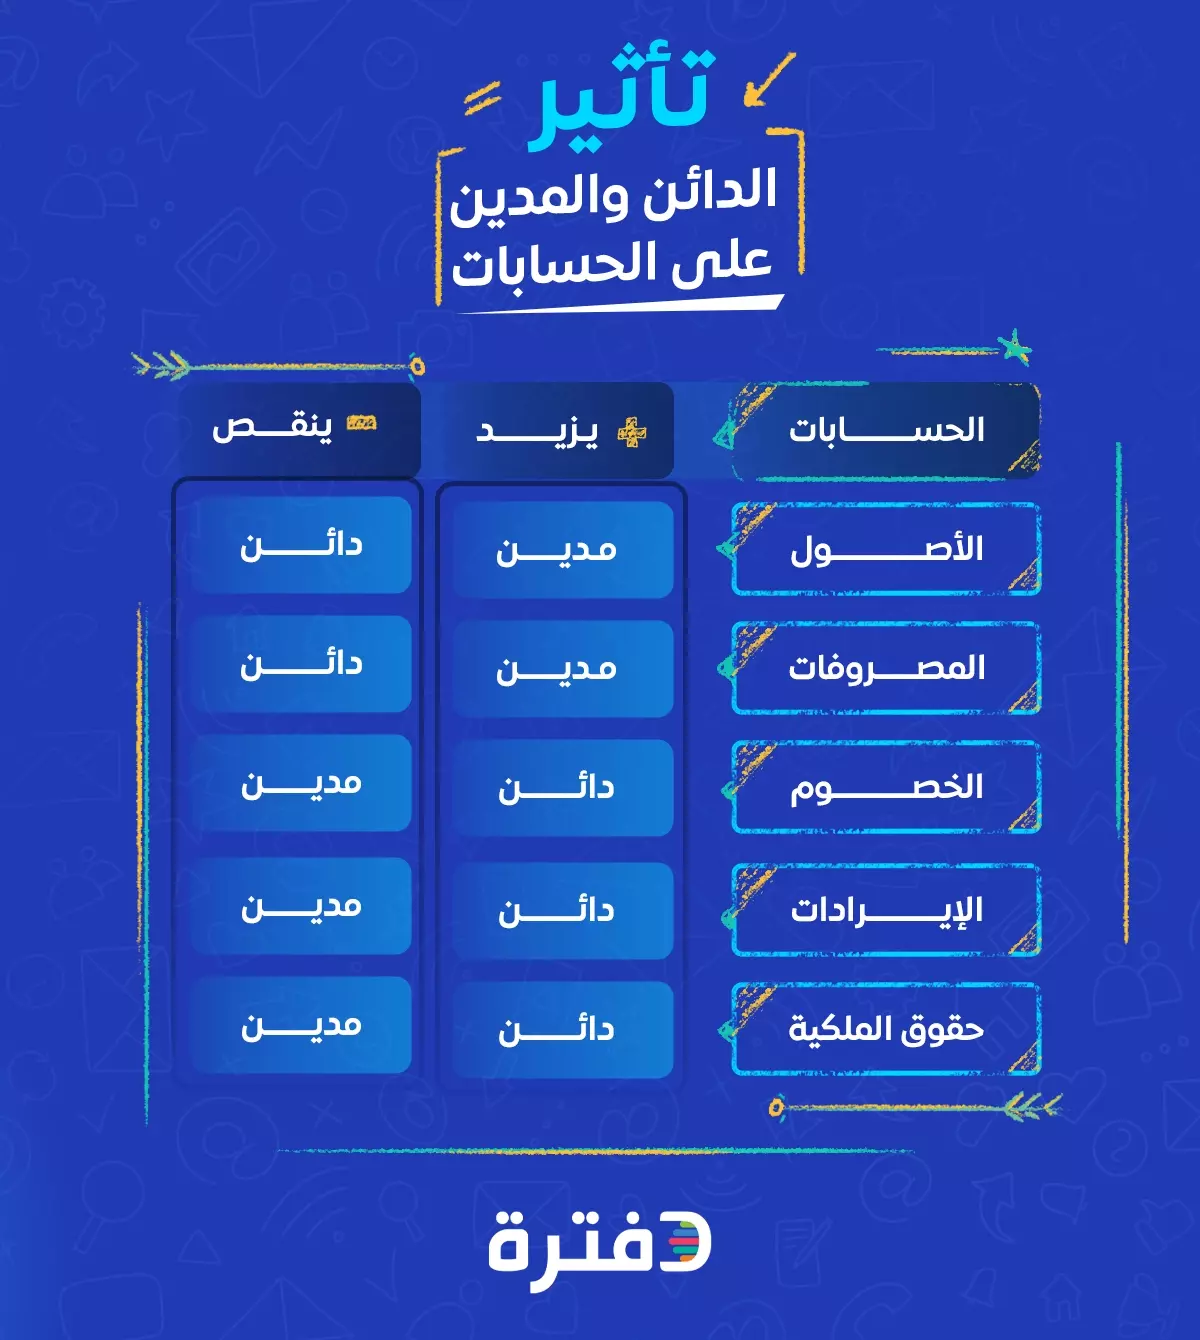 تأثير
الدائن والمدين
على الحسابات
الحسابات يزيد ينقص
الأصول مدين دائن
المصروفات مدين دائن
الخصوم دائن مدين
الإيرادات دائن مدين
حقوق الملكية دائن مدين
دفترة